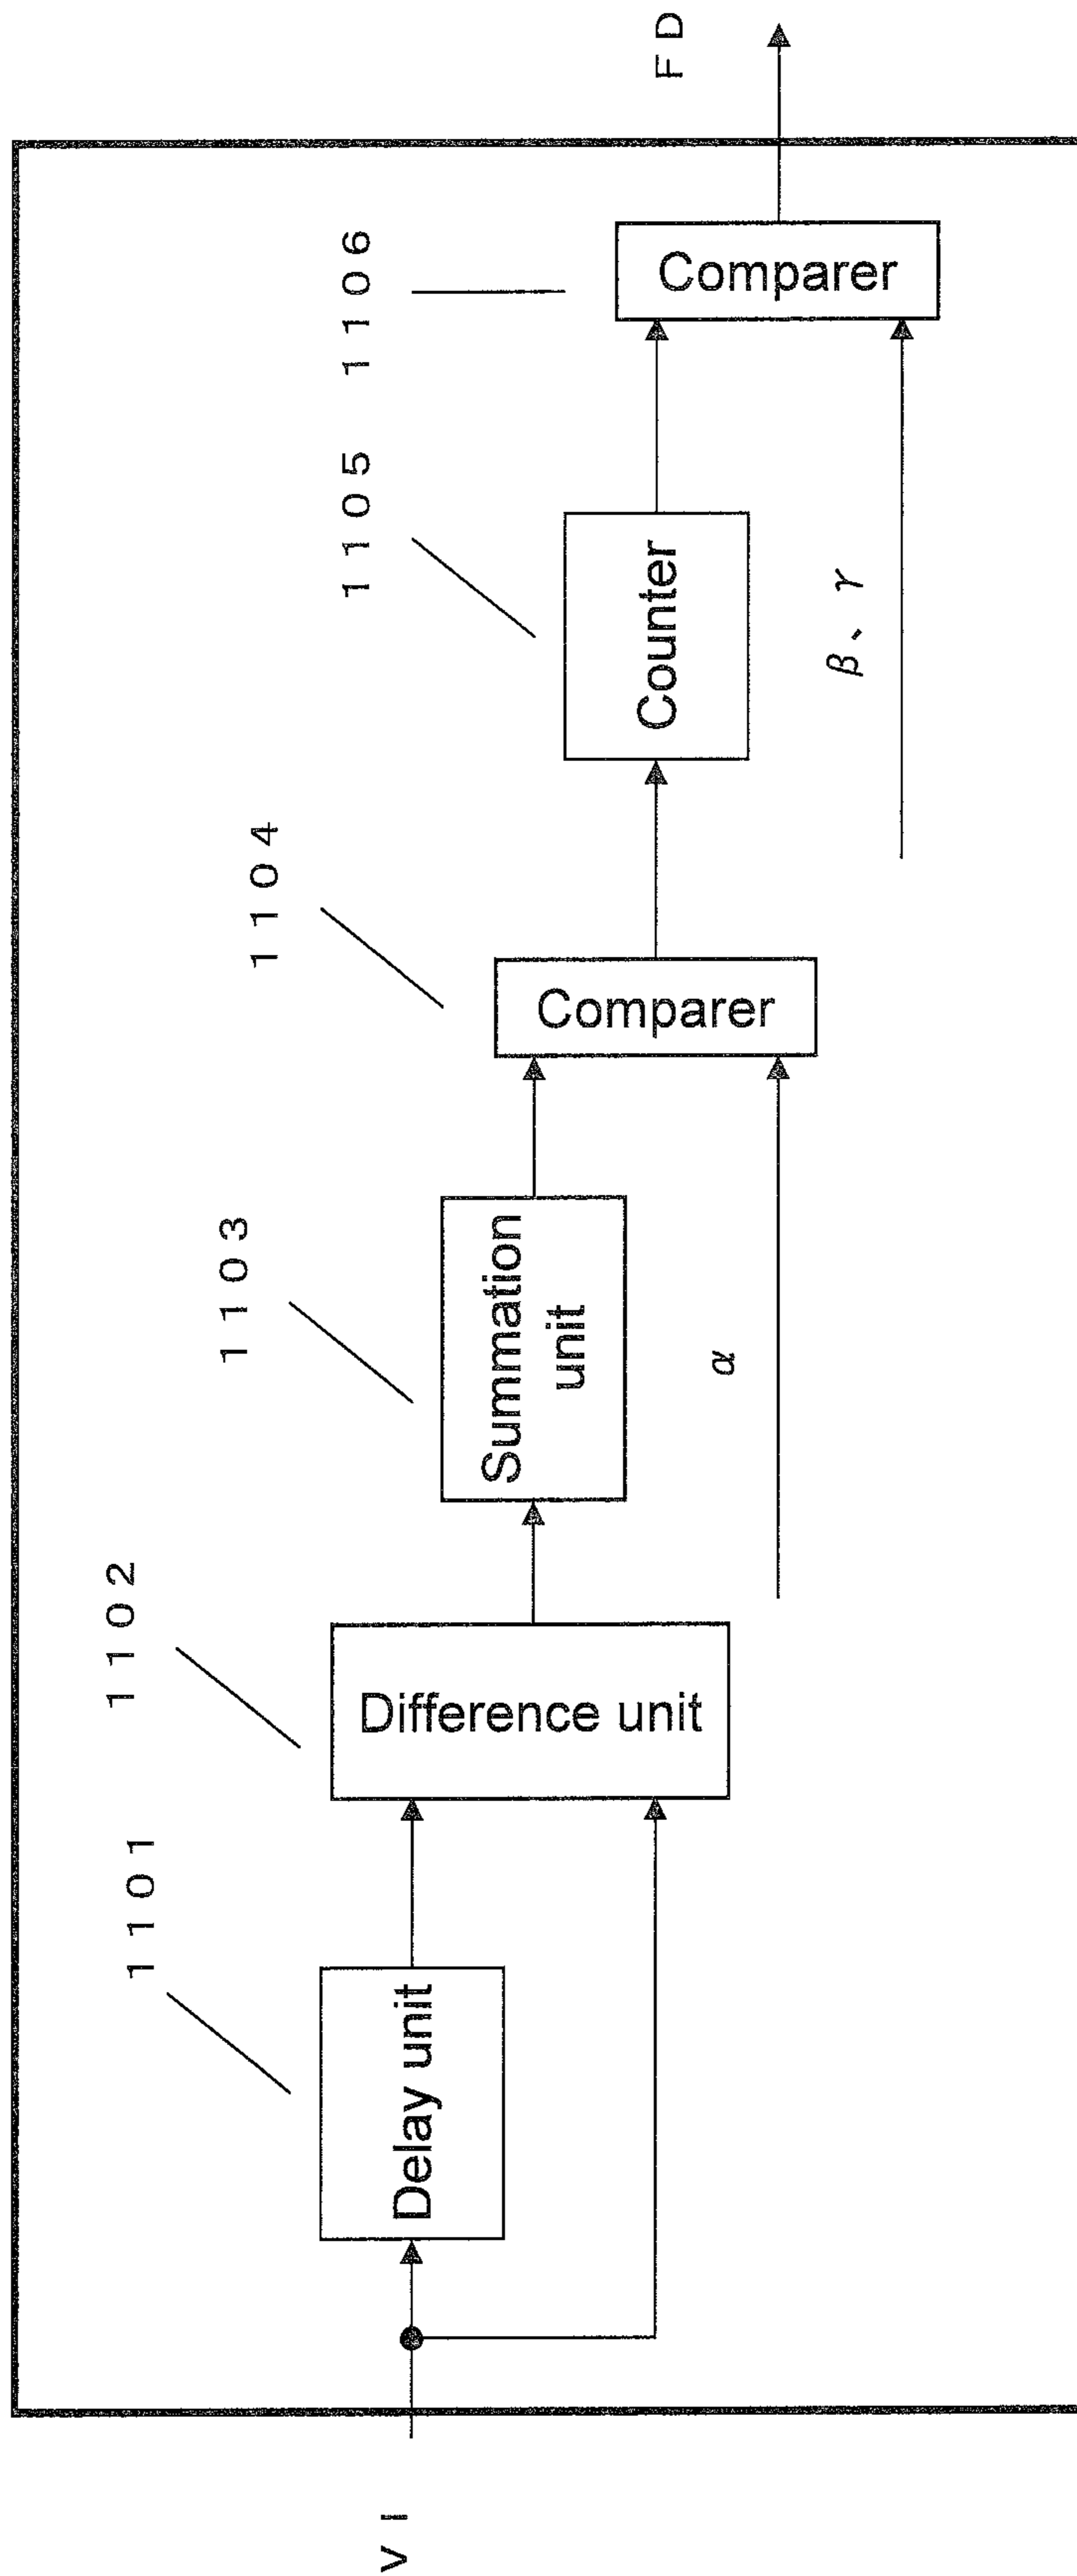 VI
1101
Delay unit
1102
Difference unit
1103
Summation
unit
α
1104
Comparer
1105
Counter
β、γ
1106
Comparer
FD